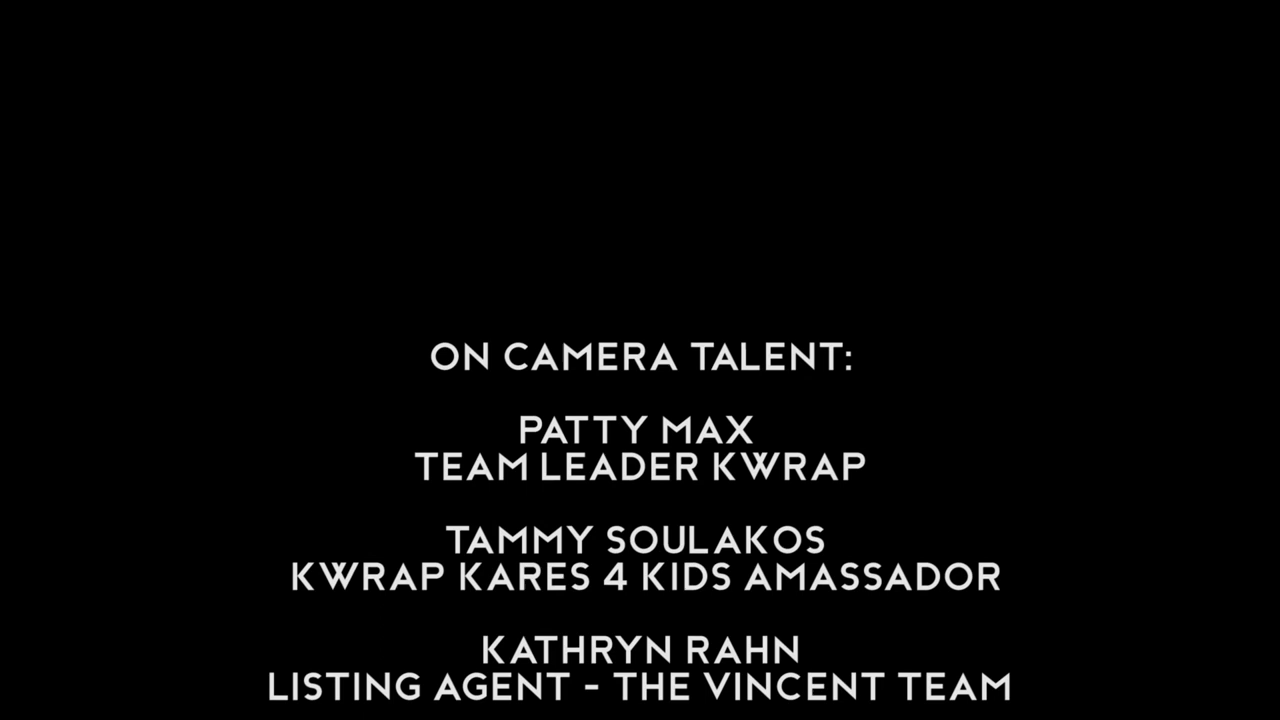 ON CAMERA TALENT:
PATTY MAX
TEAM LEADER KWRAP
TAMMY SOULAKOS
KWRAP KARES 4 KIDS AMASSADOR
KATHRYN RAHN
LISTING AGENT - THE VINCENT TEAM